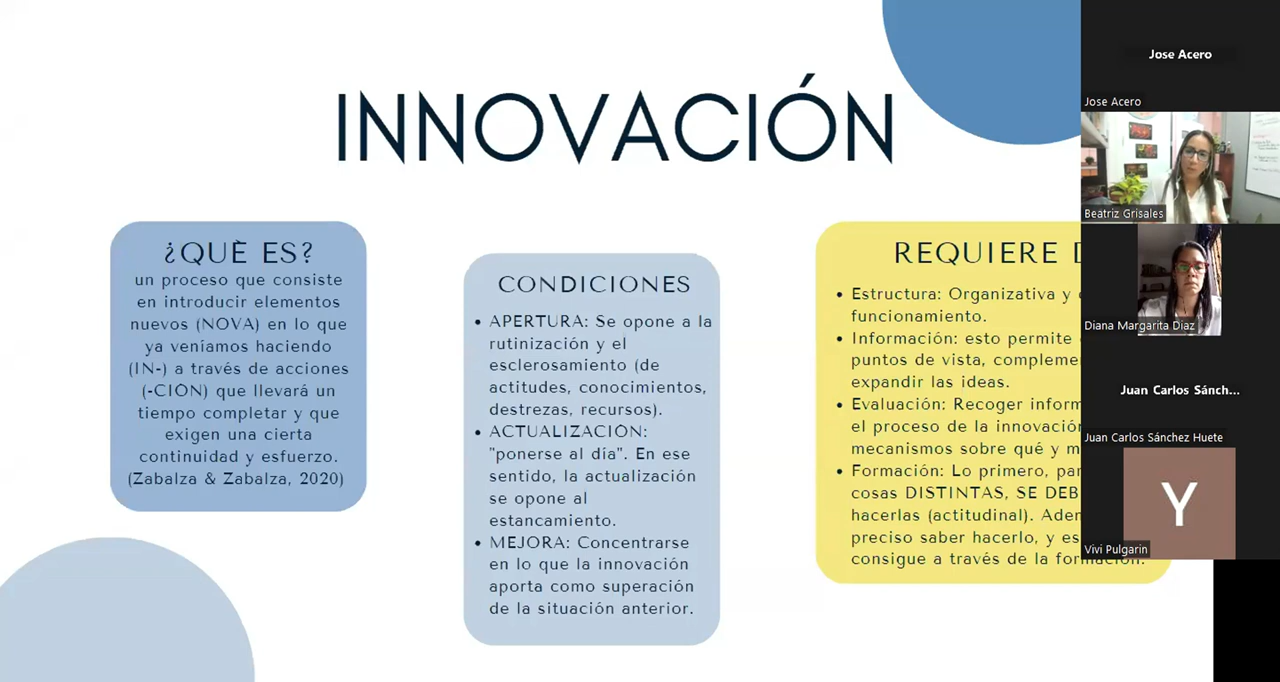 INNOVACIÓN
¿QUÈ ES?
un proceso que consiste
en introducir elementos
nuevos (NOVA) en lo que
ya veníamos haciendo
(IN-) a través de acciones
(-CIÓN) que llevará un
tiempo completar y que
exigen una cierta
continuidad y esfuerzo.
(Zabalza & Zabalza, 2020)
CONDICIONES
• APERTURA: Se opone a la
rutinización y el
esclerosamiento (de
actitudes, conocimientos,
destrezas, recursos).
• ACTUALIZACIÓN:
"ponerse al día". En ese
sentido, la actualización
se opone al
estancamiento.
• MEJORA: Concentrarse
en lo que la innovación
aporta como superación
de la situación anterior.
REQUIERE
• Estructura: Organizativa y
funcionamiento.
• Información: esto permite
puntos de vista,
expandir las ideas.
• Evaluación: Recoger
el proceso de la innovación
mecanismos sobre qué y
• Formación: Lo primero,
cosas DISTINTAS, SE
hacerlas (actitudinal).
preciso saber hacerlo, y
consigue a través de la formación.
Jose Acero
Jose Acero
Beatriz Grisales
Diana Margarita Diaz
Juan Carlos Sánch...
Juan Carlos Sánchez Huete
Y
Vivi Pulgarin